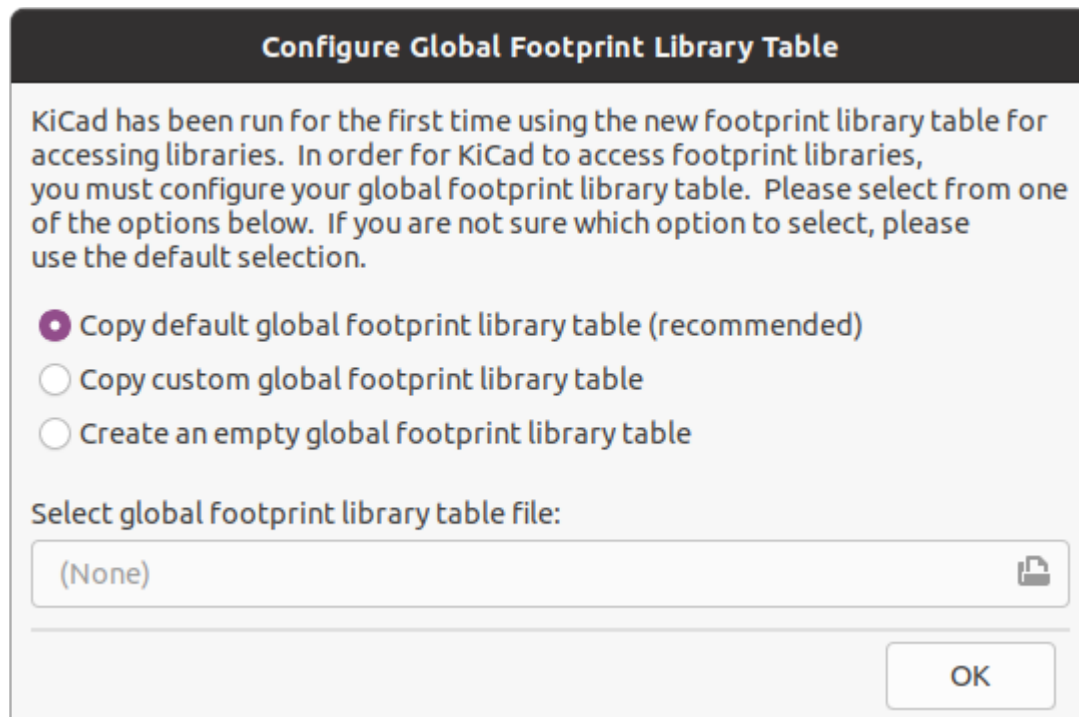 Configure Global Footprint Library Table
KiCad has been run for the first time using the new footprint library table for
accessing libraries.  In order for KiCad to access footprint libraries,
you must configure your global footprint library table.  Please select from one
of the options below.  If you are not sure which option to select, please
use the default selection.
Copy default global footprint library table (recommended)
Copy custom global footprint library table
Create an empty global footprint library table
Select global footprint library table file:
(None)
OK